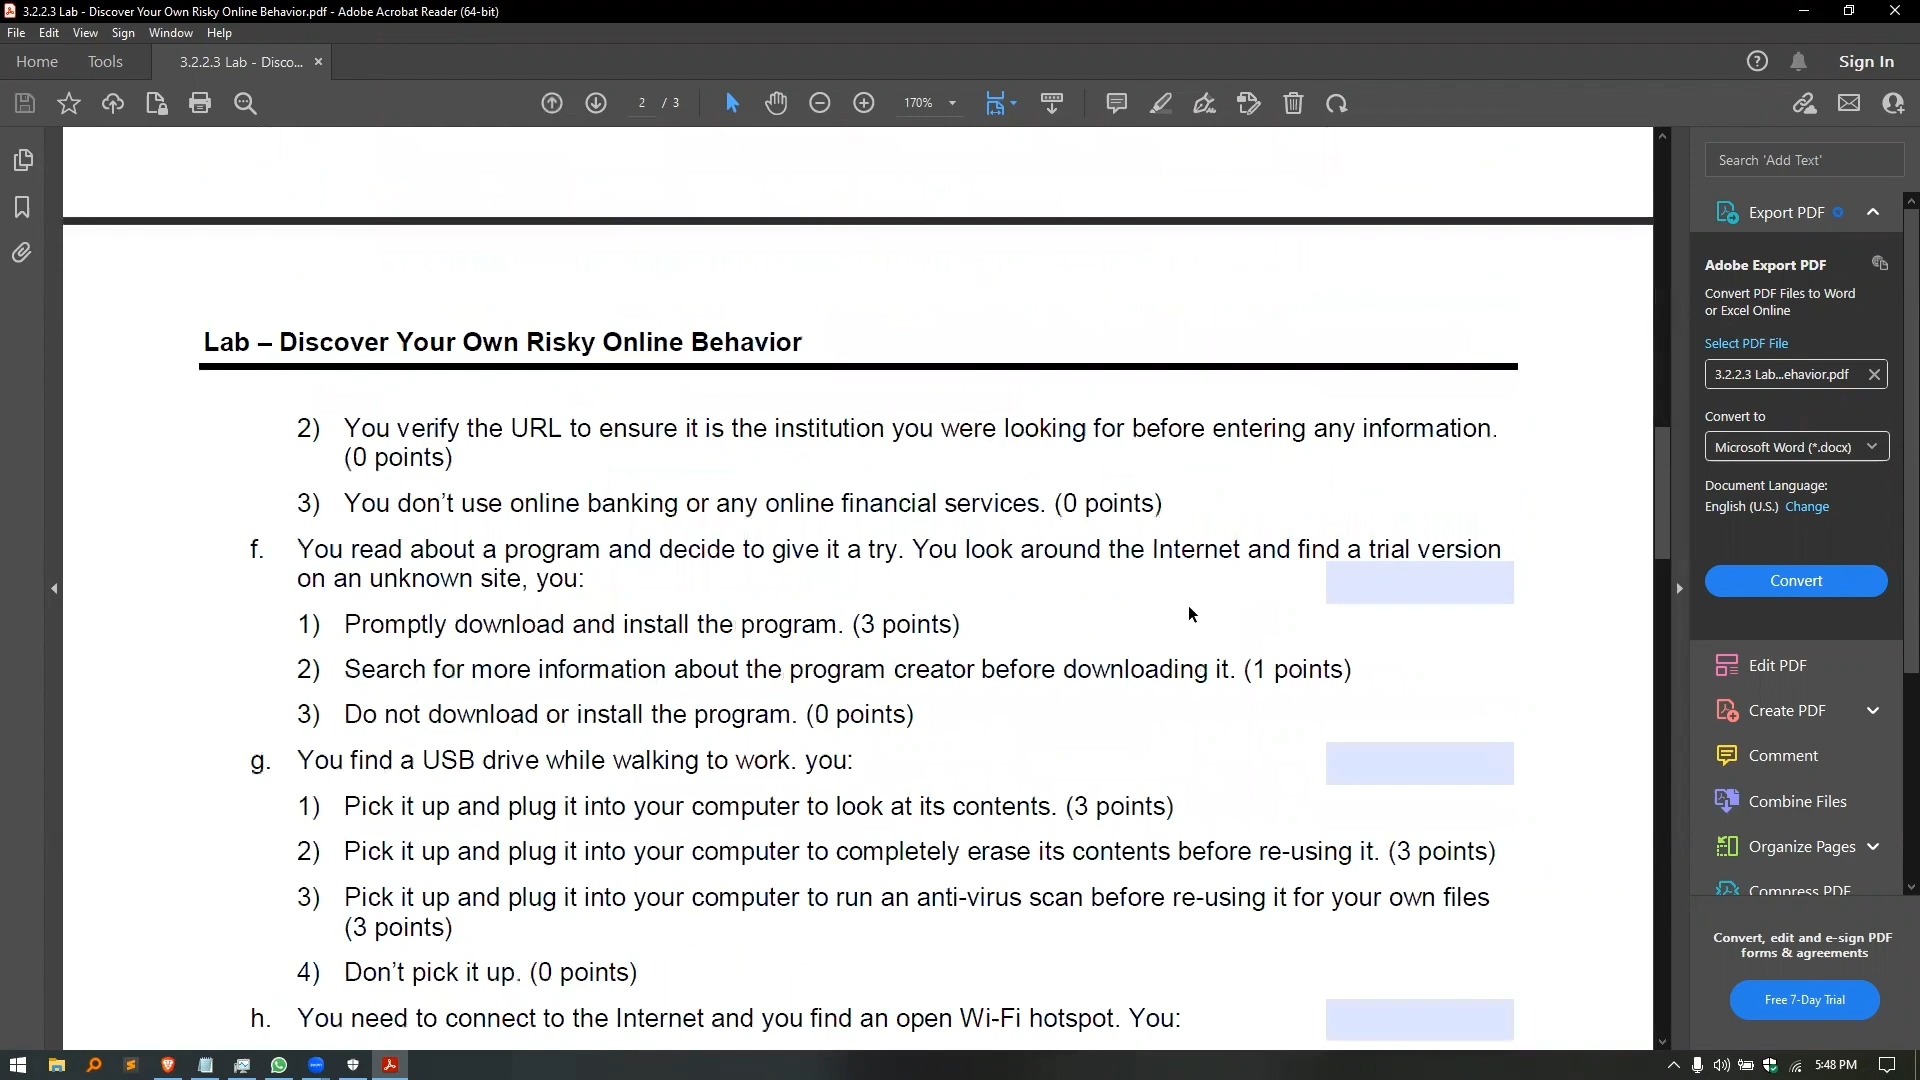 3.2.2.3 Lab - Discover Your Own Risky Online Behavior.pdf - Adobe Acrobat Reader (64-bit)
File Edit View Sign Window Help
Home Tools 3.2.2.3 Lab - Disco... Sign In
2 / 3 170%
Search 'Add Text'
Export PDF
Adobe Export PDF
Convert PDF Files to Word
or Excel Online
Select PDF File
3.2.2.3 Lab...ehavior.pdf
Convert to
Microsoft Word (*.docx)
Document Language:
English (U.S.) Change
Convert
Edit PDF
Create PDF
Comment
Combine Files
Organize Pages
Compress PDF
Convert, edit and e-sign PDF
forms & agreements
Free 7-Day Trial
Lab – Discover Your Own Risky Online Behavior
2) You verify the URL to ensure it is the institution you were looking for before entering any information.
(0 points)
3) You don’t use online banking or any online financial services. (0 points)
f. You read about a program and decide to give it a try. You look around the Internet and find a trial version
on an unknown site, you:
1) Promptly download and install the program. (3 points)
2) Search for more information about the program creator before downloading it. (1 points)
3) Do not download or install the program. (0 points)
g. You find a USB drive while walking to work. you:
1) Pick it up and plug it into your computer to look at its contents. (3 points)
2) Pick it up and plug it into your computer to completely erase its contents before re-using it. (3 points)
3) Pick it up and plug it into your computer to run an anti-virus scan before re-using it for your own files
(3 points)
4) Don’t pick it up. (0 points)
h. You need to connect to the Internet and you find an open Wi-Fi hotspot. You:
5:48 PM